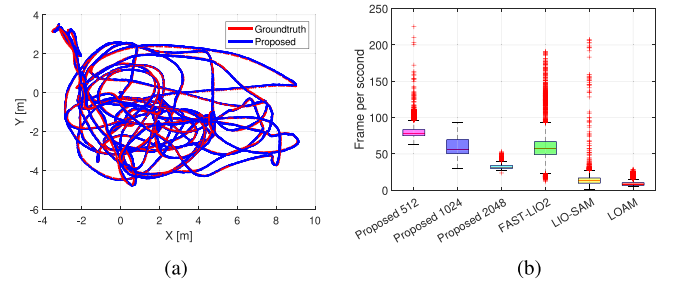 4
2
0
-2
-4
-6
Y [m]
-4 -2 0 2 4 6 8 10
X [m]
Groundtruth
Proposed
(a)
250
200
150
100
50
0
Frame per second
Proposed 512
Proposed 1024
Proposed 2048
FAST-LIO2
LIO-SAM
LOAM
(b)